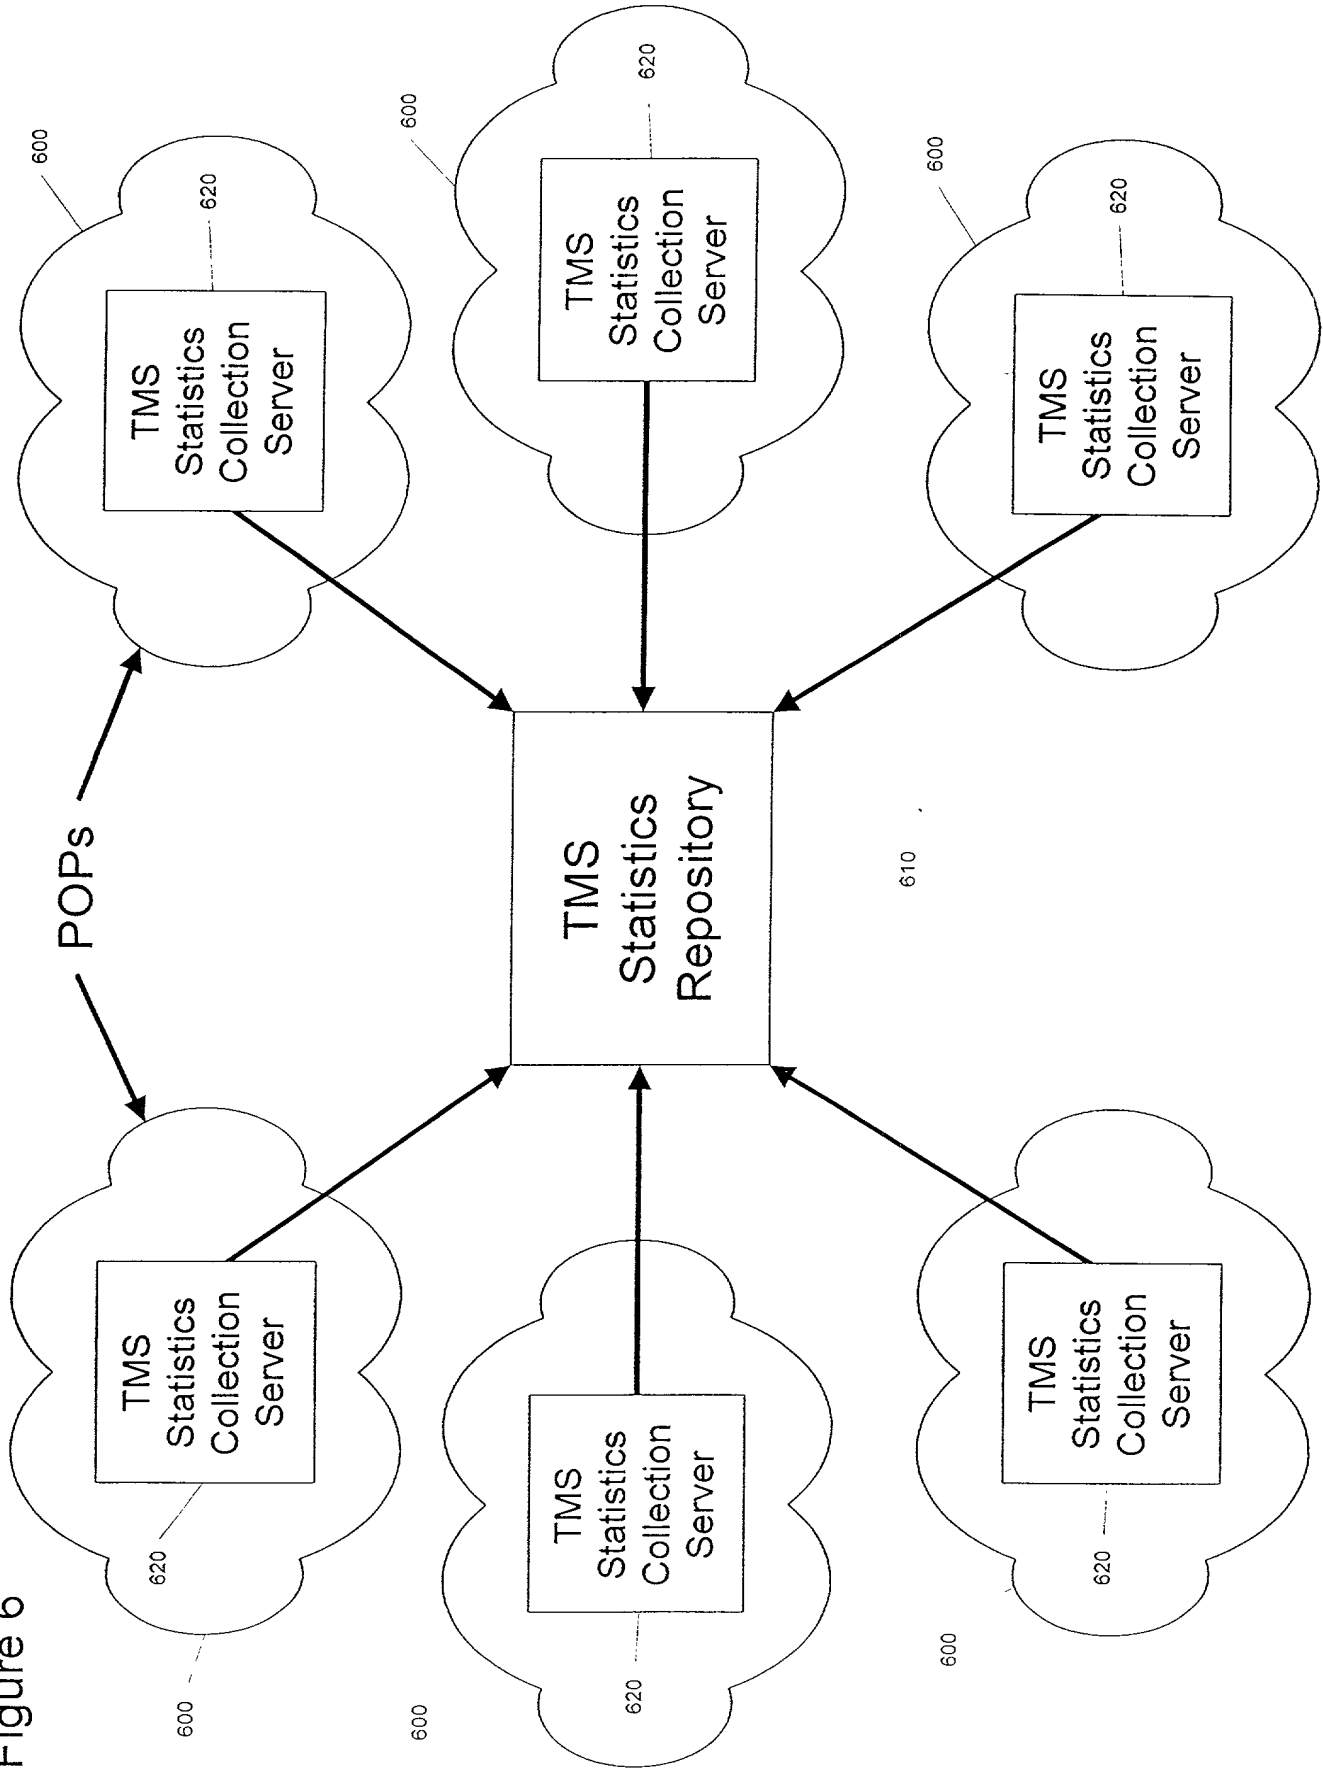 Figure 6
600
POPs
600
620
TMS
Statistics
Collection
Server
TMS
Statistics
Collection
Server
620
600
600
620
TMS
Statistics
Collection
Server
TMS
Statistics
Repository
TMS
Statistics
Collection
Server
620
610
600
600
620
TMS
Statistics
Collection
Server
TMS
Statistics
Collection
Server
620